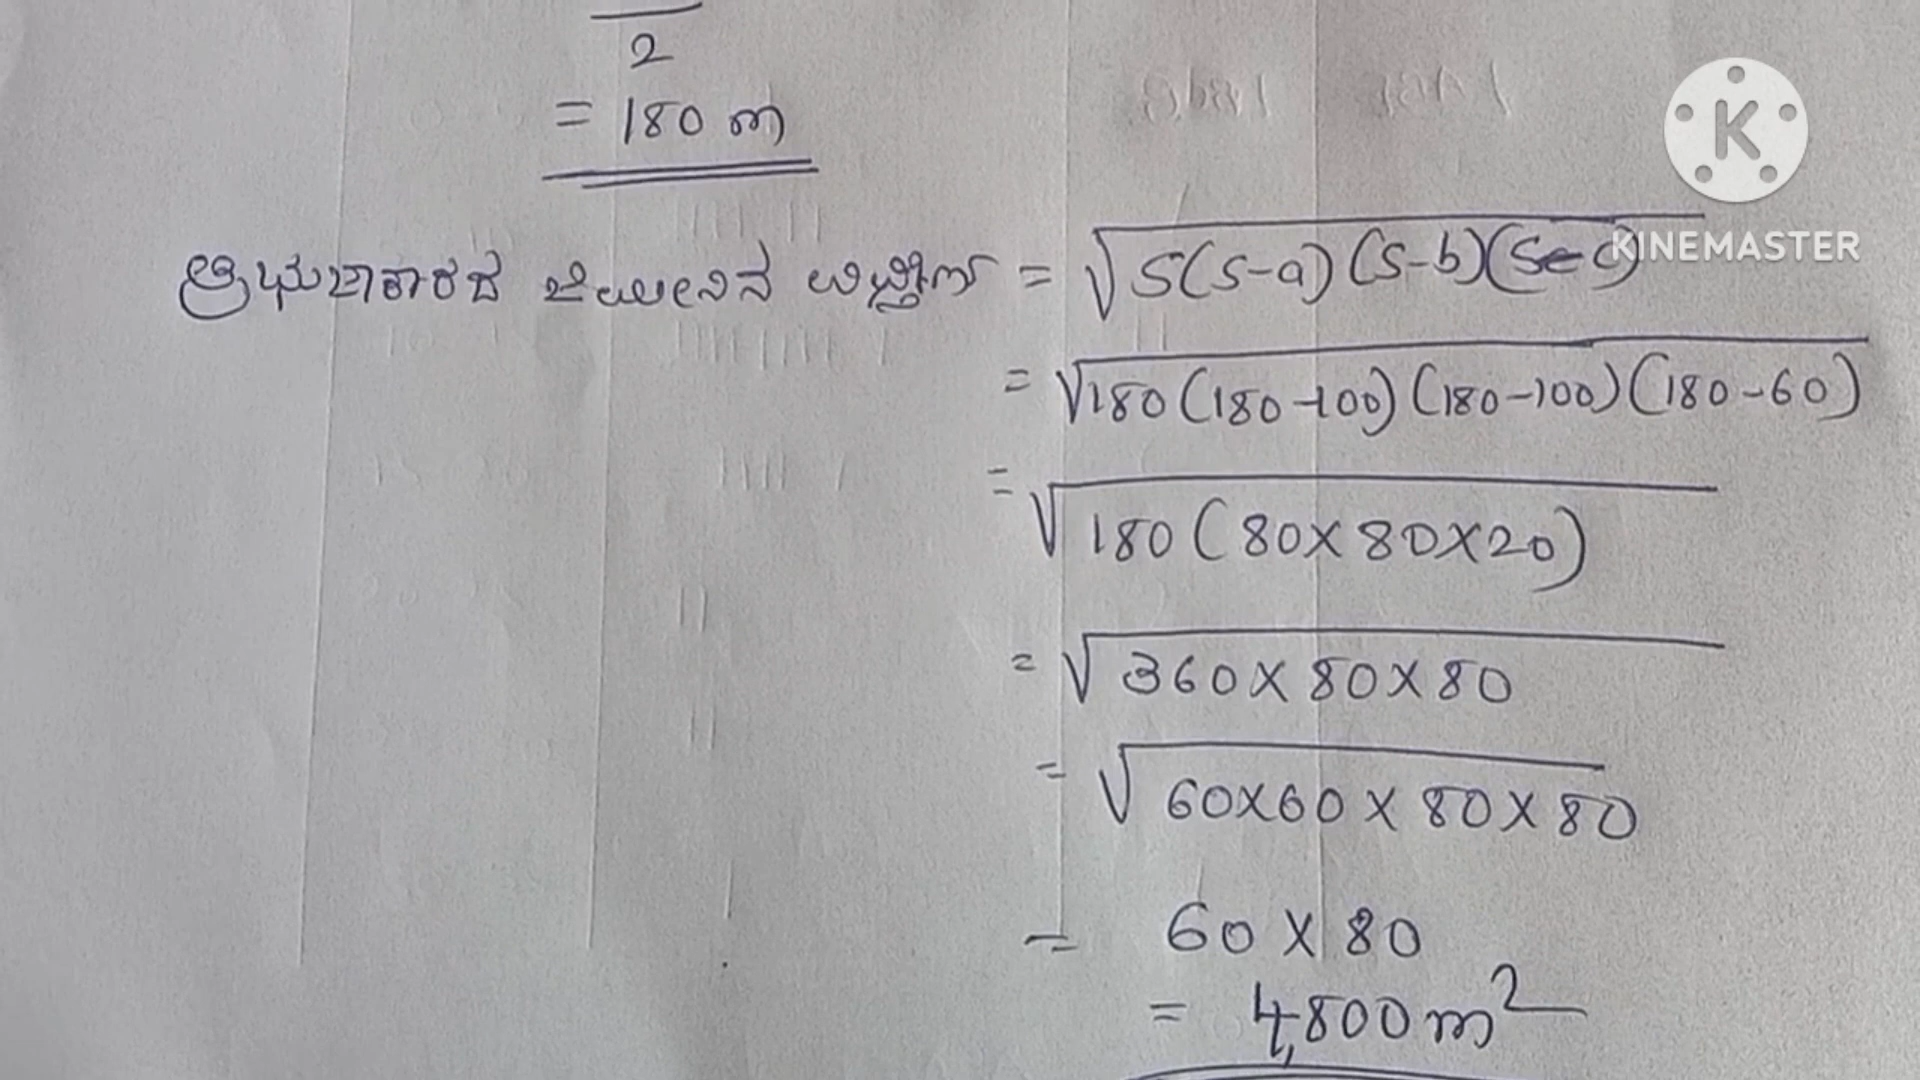 2
= 180 m
ತ್ರಿಭುಜಾಕಾರದ ಜಮೀನಿನ ವಿಸ್ತೀರ್ಣ = √S(S-a)(S-b)(S-c)
= √180(180-100)(180-100)(180-60)
= √180(80×80×20)
= √360×80×80
= √60×60×80×80
= 60×80
= 4,800 m²
K
KINEMASTER